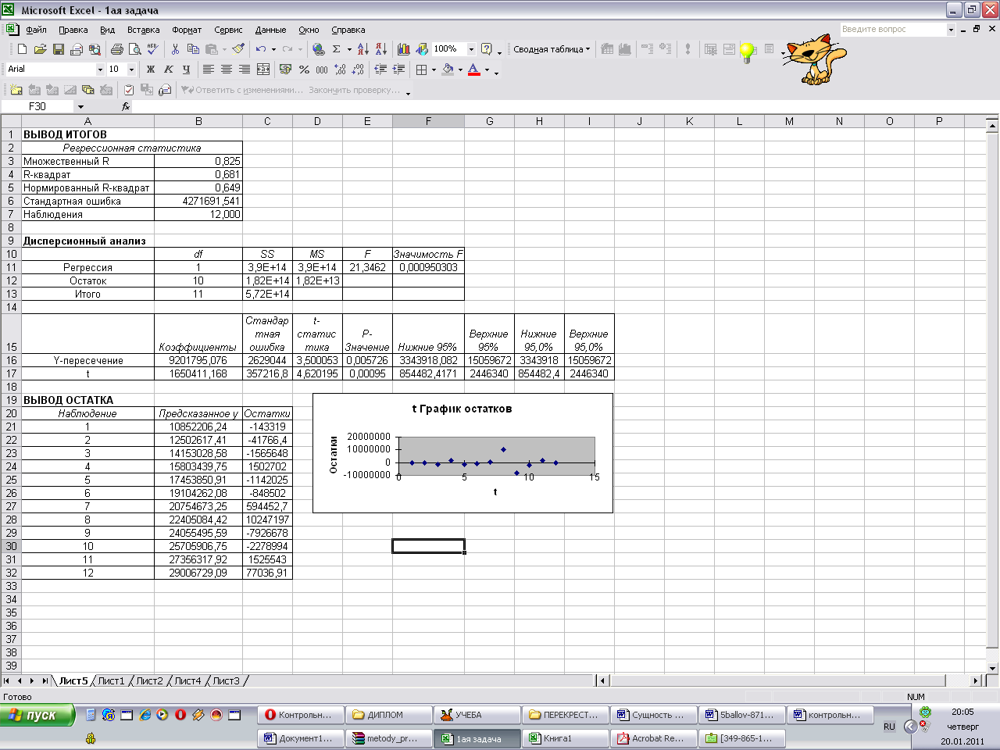 Microsoft Excel - 1ая задача
Файл Правка Вид Вставка Формат Сервис Данные Окно Справка Введите вопрос
100% Сводная таблица
Arial 10 Ж К Ч % 000
Ответить с изменениями... Закончить проверку...
F30 fx
A B C D E F G H I J K L M N O P
1 ВЫВОД ИТОГОВ
2 Регрессионная статистика
3 Множественный R 0,825
4 R-квадрат 0,681
5 Нормированный R-квадрат 0,649
6 Стандартная ошибка 4271691,541
7 Наблюдения 12,000
8
9 Дисперсионный анализ
10 df SS MS F Значимость F
11 Регрессия 1 3,9E+14 3,9E+14 21,3462 0,000950303
12 Остаток 10 1,82E+14 1,82E+13
13 Итого 11 5,72E+14
14
15 Коэффициенты Стандартная ошибка t-статистика P-Значение Нижние 95% Верхние 95% Нижние 95,0% Верхние 95,0%
16 Y-пересечение 9201795,076 2629044 3,500053 0,005726 3343918,082 15059672 3343918 15059672
17 t 1650411,168 357216,8 4,620195 0,00095 854482,4171 2446340 854482,4 2446340
18
19 ВЫВОД ОСТАТКА
20 Наблюдение Предсказанное y Остатки
21 1 10852206,24 -143319
22 2 12502617,41 -41766,4
23 3 14153028,58 -1565648
24 4 15803439,75 1502702
25 5 17453850,91 -1142025
26 6 19104262,08 -848502
27 7 20754673,25 594452,7
28 8 22405084,42 10247197
29 9 24055495,59 -7926678
30 10 25705906,75 -2278994
31 11 27356317,92 1525543
32 12 29006729,09 77036,91
33
34
35
36
37
38
39
t График остатков
Остатки
20000000
10000000
0
-10000000
0 5 10 15
t
Лист5 Лист1 Лист2 Лист4 Лист3
Готово NUM
пуск Контрольн... ДИПЛОМ УЧЕБА ПЕРЕКРЕСТ... Сущность ... 5ballov-871... контрольн... 20:05
RU четверг
Документ1... metody_pr... 1ая задача Книга1 Acrobat Re... [349-865-1... 20.01.2011